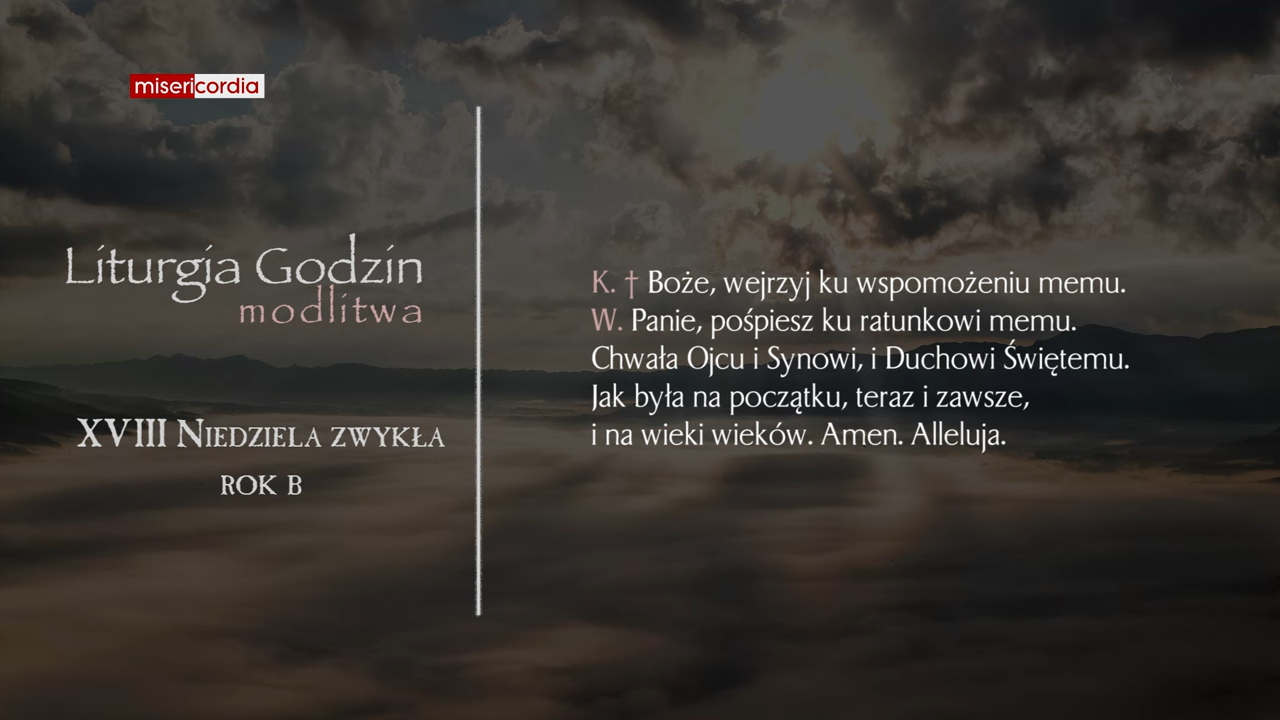 misericordia
Liturgia Godzin
modlitwa
XVIII Niedziela zwykła
rok B
K. † Boże, wejrzyj ku wspomożeniu memu.
W. Panie, pośpiesz ku ratunkowi memu.
Chwała Ojcu i Synowi, i Duchowi Świętemu.
Jak była na początku, teraz i zawsze,
i na wieki wieków. Amen. Alleluja.